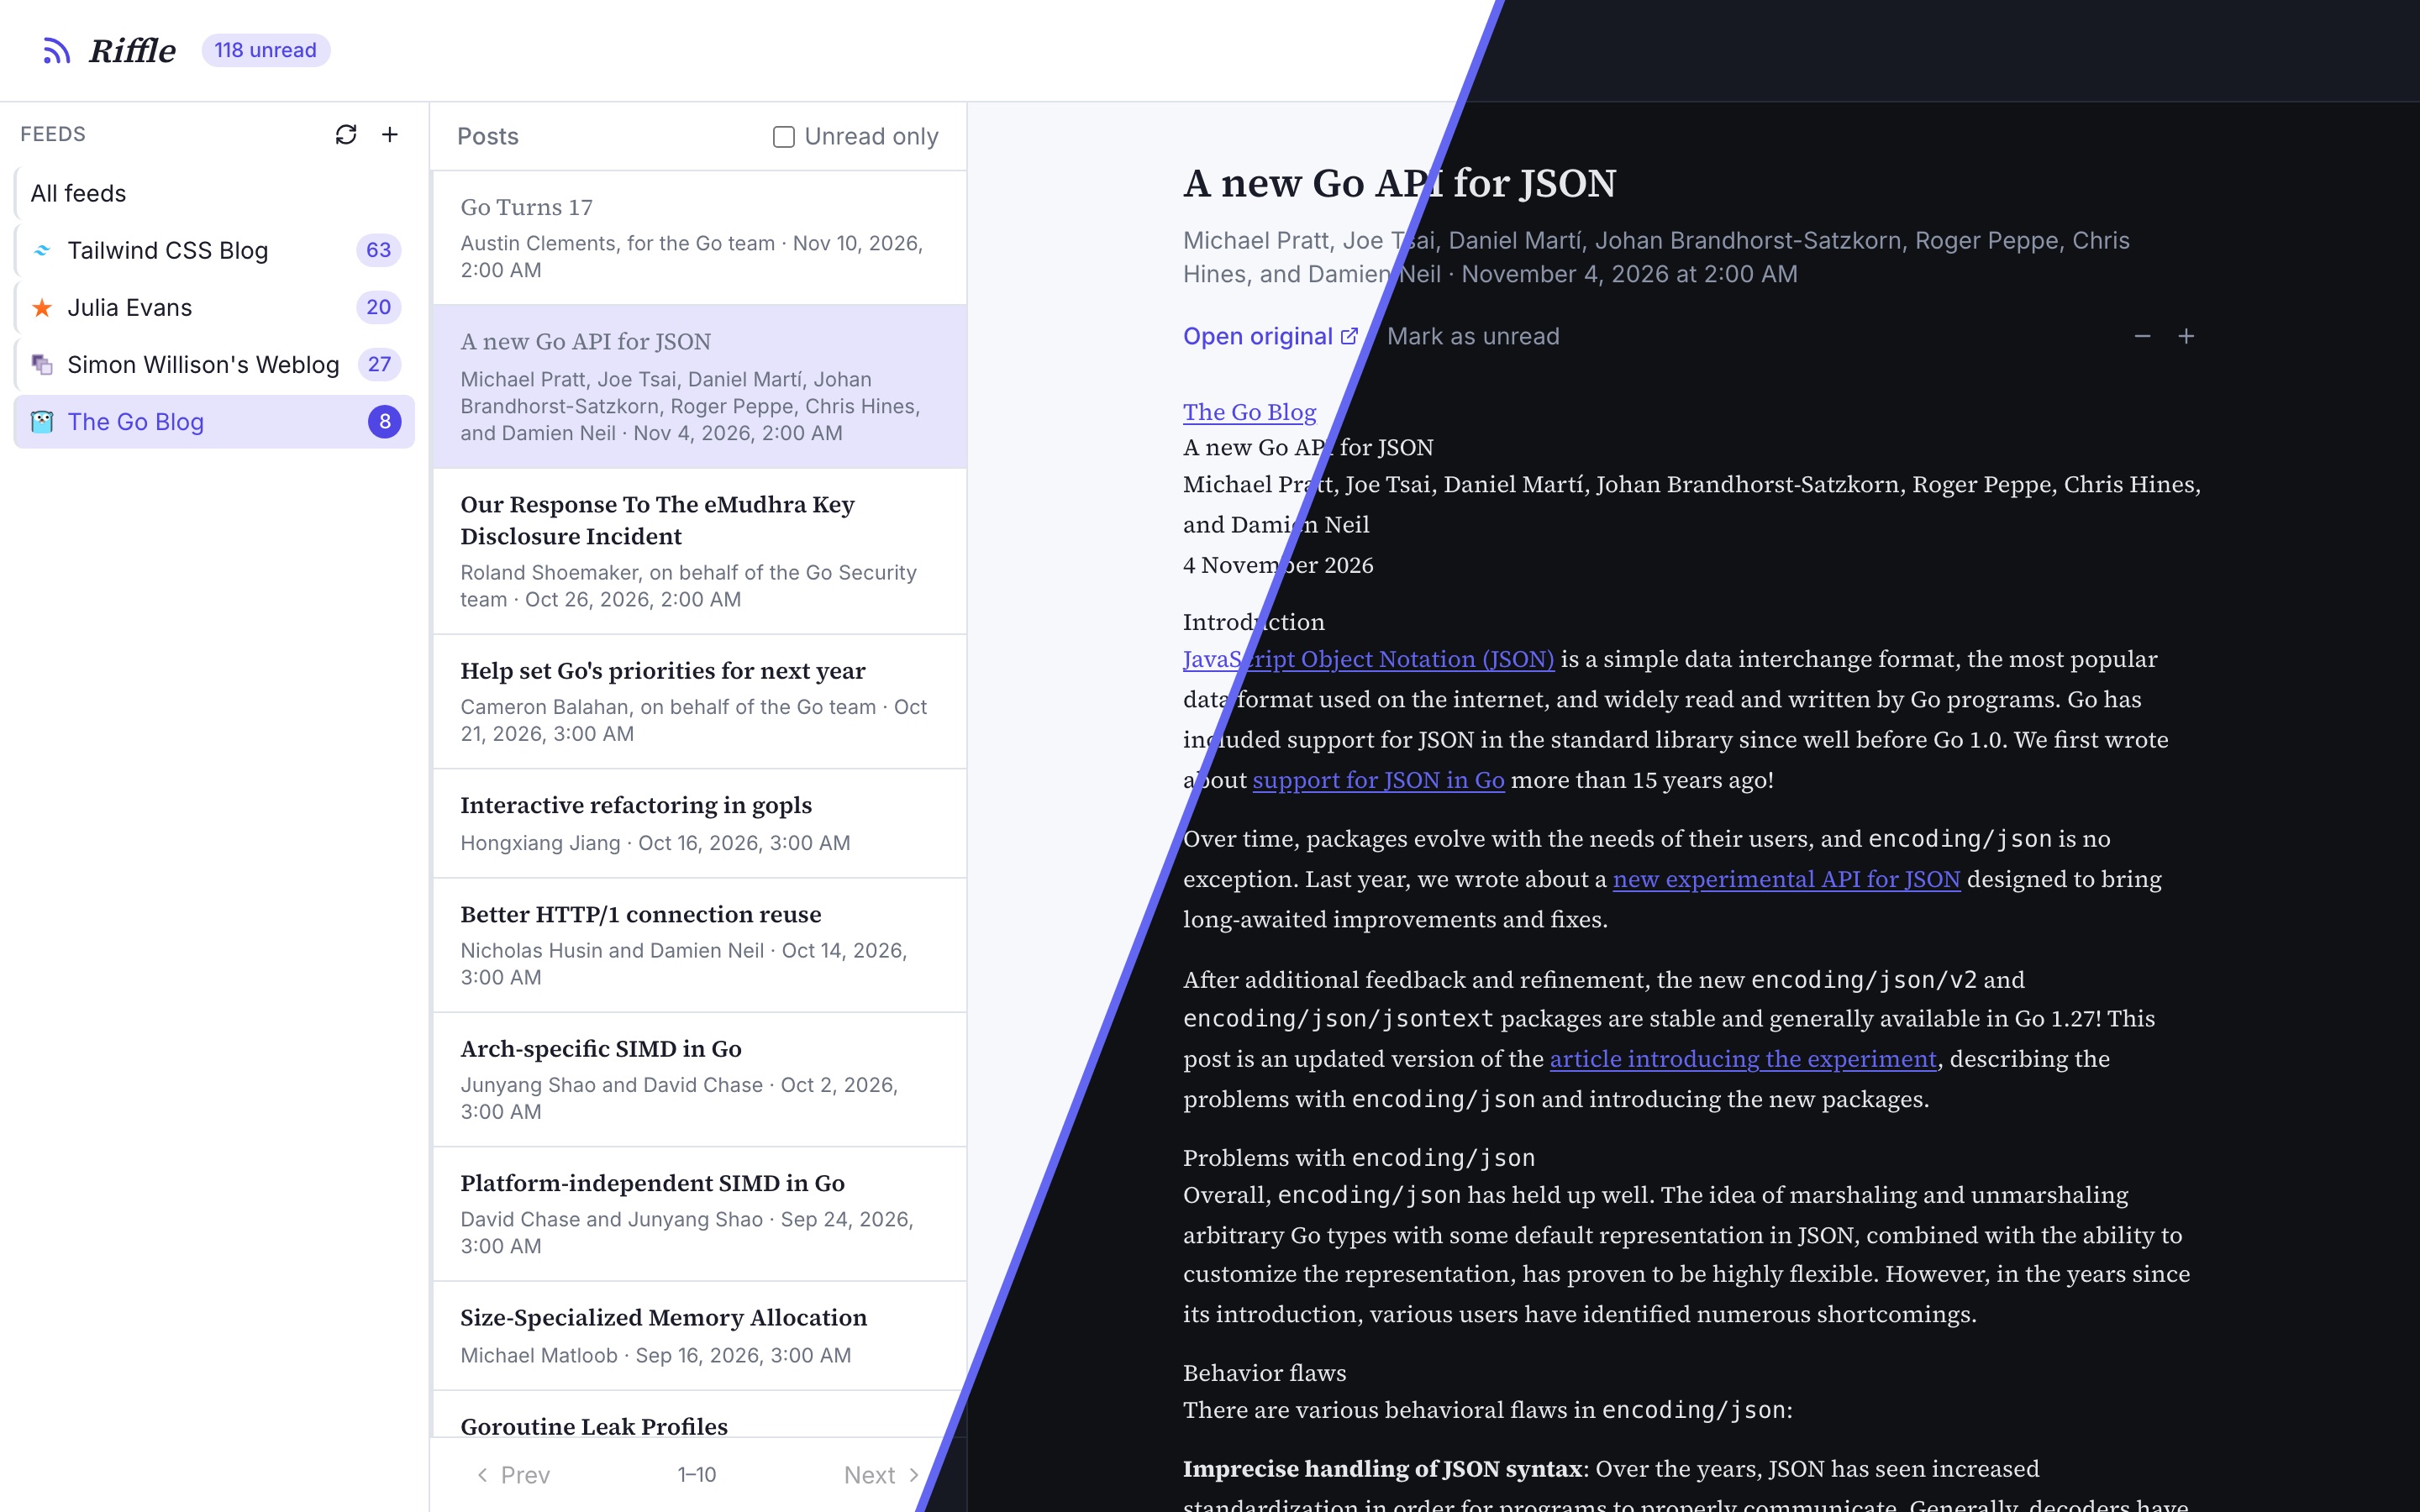 Riffle
118 unread
FEEDS
All feeds
Tailwind CSS Blog 63
Julia Evans 20
Simon Willison's Weblog 27
The Go Blog 8
Posts
Unread only
Go Turns 17
Austin Clements, for the Go team · Nov 10, 2026,
2:00 AM
A new Go API for JSON
Michael Pratt, Joe Tsai, Daniel Martí, Johan
Brandhorst-Satzkorn, Roger Peppe, Chris Hines,
and Damien Neil · Nov 4, 2026, 2:00 AM
Our Response To The eMudhra Key
Disclosure Incident
Roland Shoemaker, on behalf of the Go Security
team · Oct 26, 2026, 2:00 AM
Help set Go's priorities for next year
Cameron Balahan, on behalf of the Go team · Oct
21, 2026, 3:00 AM
Interactive refactoring in gopls
Hongxiang Jiang · Oct 16, 2026, 3:00 AM
Better HTTP/1 connection reuse
Nicholas Husin and Damien Neil · Oct 14, 2026,
3:00 AM
Arch-specific SIMD in Go
Junyang Shao and David Chase · Oct 2, 2026,
3:00 AM
Platform-independent SIMD in Go
David Chase and Junyang Shao · Sep 24, 2026,
3:00 AM
Size-Specialized Memory Allocation
Michael Matloob · Sep 16, 2026, 3:00 AM
Goroutine Leak Profiles
Prev
1–10
Next
A new Go API for JSON
Michael Pratt, Joe Tsai, Daniel Martí, Johan Brandhorst-Satzkorn, Roger Peppe, Chris
Hines, and Damien Neil · November 4, 2026 at 2:00 AM
Open original
Mark as unread
The Go Blog
A new Go API for JSON
Michael Pratt, Joe Tsai, Daniel Martí, Johan Brandhorst-Satzkorn, Roger Peppe, Chris Hines,
and Damien Neil
4 November 2026
Introduction
JavaScript Object Notation (JSON) is a simple data interchange format, the most popular
data format used on the internet, and widely read and written by Go programs. Go has
included support for JSON in the standard library since well before Go 1.0. We first wrote
about support for JSON in Go more than 15 years ago!
Over time, packages evolve with the needs of their users, and encoding/json is no
exception. Last year, we wrote about a new experimental API for JSON designed to bring
long-awaited improvements and fixes.
After additional feedback and refinement, the new encoding/json/v2 and
encoding/json/jsontext packages are stable and generally available in Go 1.27! This
post is an updated version of the article introducing the experiment, describing the
problems with encoding/json and introducing the new packages.
Problems with encoding/json
Overall, encoding/json has held up well. The idea of marshaling and unmarshaling
arbitrary Go types with some default representation in JSON, combined with the ability to
customize the representation, has proven to be highly flexible. However, in the years since
its introduction, various users have identified numerous shortcomings.
Behavior flaws
There are various behavioral flaws in encoding/json:
Imprecise handling of JSON syntax: Over the years, JSON has seen increased
standardization in order for programs to properly communicate. Generally, decoders have